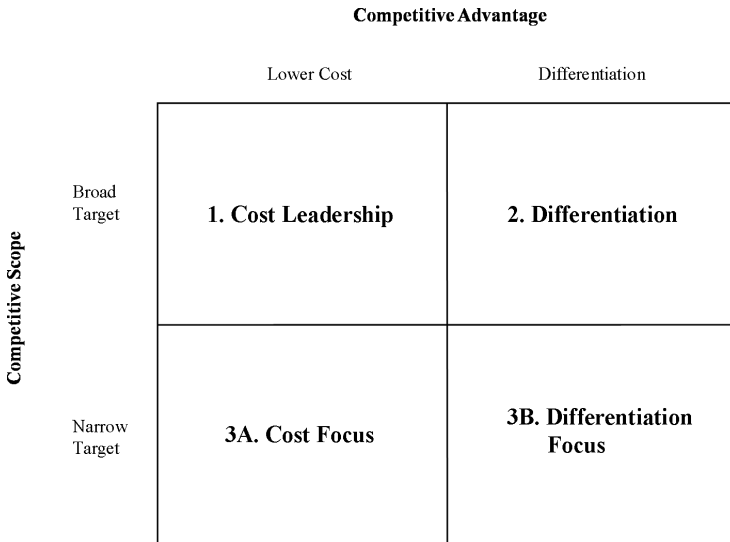 Competitive Advantage
Lower Cost
Differentiation
Competitive Scope
Broad
Target
1. Cost Leadership
2. Differentiation
Narrow
Target
3A. Cost Focus
3B. Differentiation
Focus